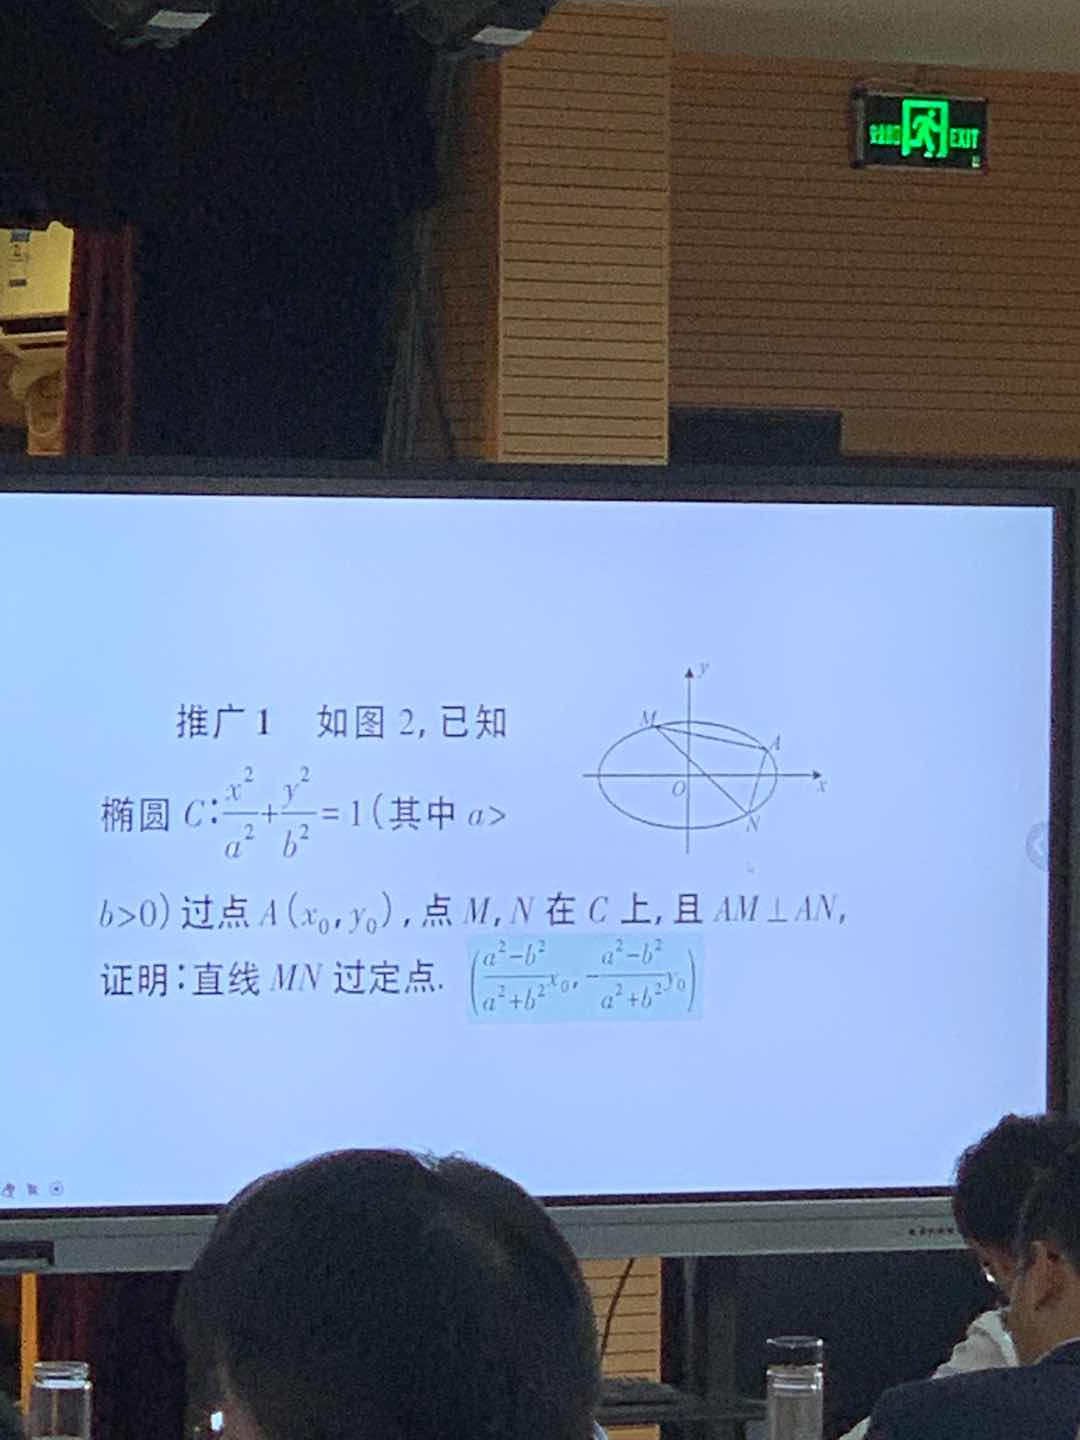 EXIT
推广1 如图 2, 已知
椭圆 C: x²/a² + y²/b² = 1 (其中 a>
b>0) 过点 A(x₀, y₀), 点 M, N 在 C 上, 且 AM⊥AN,
证明: 直线 MN 过定点. ((a²−b²)/(a²+b²) x₀, −(a²−b²)/(a²+b²) y₀)
y
M
A
O
x
N